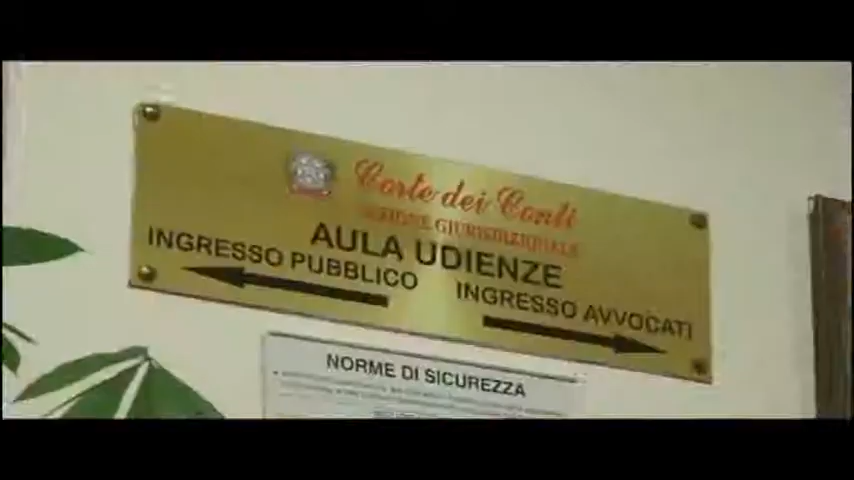 Corte dei Conti
SEZIONE GIURISDIZIONALE
AULA UDIENZE
INGRESSO PUBBLICO
INGRESSO AVVOCATI
NORME DI SICUREZZA